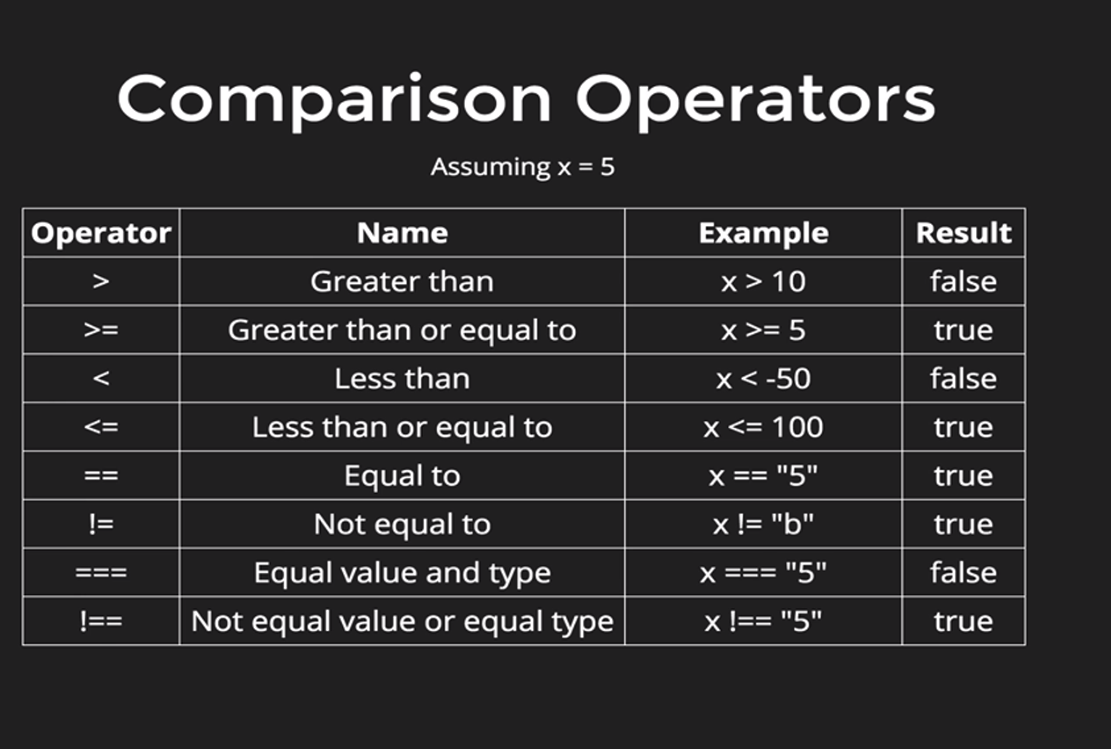 Comparison Operators
Assuming x = 5
Operator Name Example Result
> Greater than x > 10 false
>= Greater than or equal to x >= 5 true
< Less than x < -50 false
<= Less than or equal to x <= 100 true
== Equal to x == "5" true
!= Not equal to x != "b" true
=== Equal value and type x === "5" false
!== Not equal value or equal type x !== "5" true